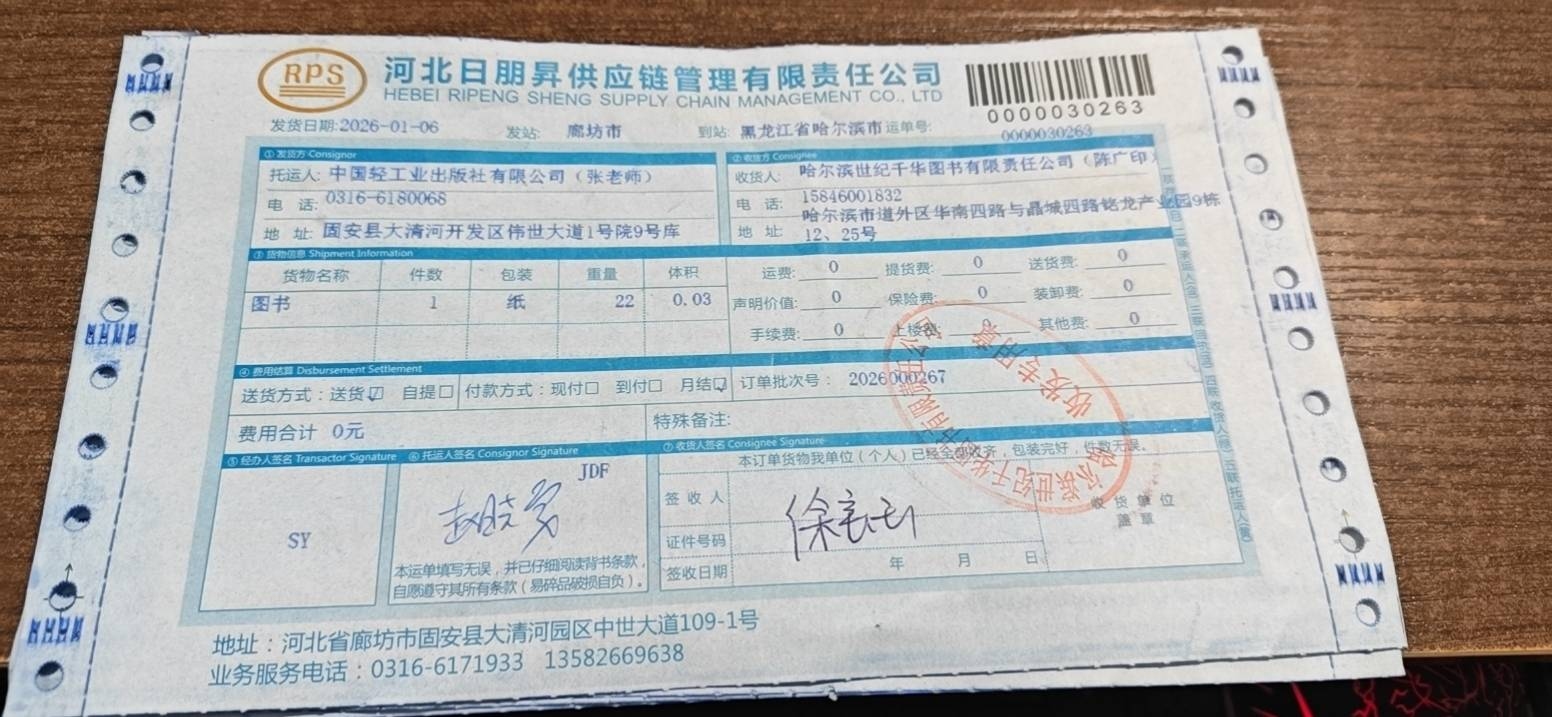 RPS
河北日朋昇供应链管理有限责任公司
HEBEI RIPENG SHENG SUPPLY CHAIN MANAGEMENT CO., LTD
0000030263
发货日期:2026-01-06 发站: 廊坊市 到站: 黑龙江省哈尔滨市 运单号: 0000030263
① 发货方 Consignor
托运人: 中国轻工业出版社有限公司（张老师）
电 话: 0316-6180068
地 址: 固安县大清河开发区伟世大道1号院9号库
② 收货方 Consignee
收货人: 哈尔滨世纪千华图书有限责任公司（陈广印
电 话: 15846001832
哈尔滨市道外区华南四路与晶城四路铭龙产业园9栋
地 址: 12、25号
③ 货物信息 Shipment Information
货物名称 件数 包装 重量 体积
图书 1 纸 22 0.03
运费: 0 提货费: 0 送货费: 0
声明价值: 0 保险费: 0 装卸费: 0
手续费: 0 上楼费: 0 其他费: 0
④ 费用结算 Disbursement Settlement
送货方式：送货☑ 自提□ 付款方式：现付□ 到付□ 月结☑ 订单批次号： 2026000267
费用合计 0元 特殊备注:
⑤ 经办人签名 Transactor Signature
SY
⑥ 托运人签名 Consignor Signature
JDF
本运单填写无误，并已仔细阅读背书条款，
自愿遵守其所有条款（易碎品破损自负）。
⑦ 收货人签名 Consignee Signature
本订单货物我单位（个人）已经全部收齐，包装完好，件数无误。
签 收 人
证件号码
签收日期 年 月 日
收 货 单 位
盖 章
收发专用章
地址：河北省廊坊市固安县大清河园区中世大道109-1号
业务服务电话：0316-6171933 13582669638